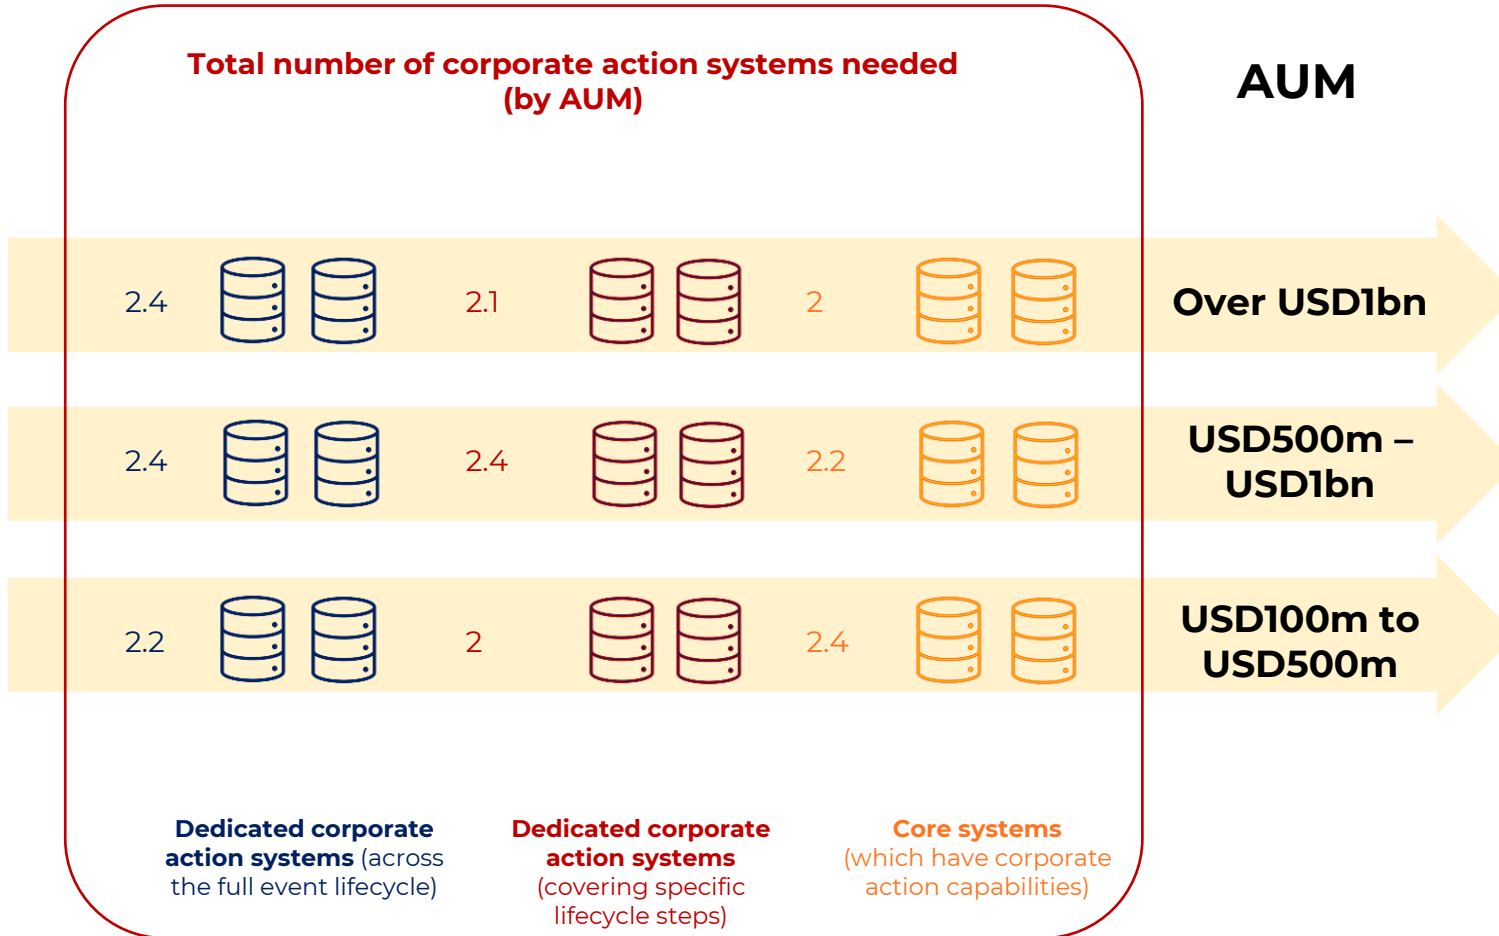 Total number of corporate action systems needed
(by AUM)
AUM
2.4
2.1
2
Over USD1bn
2.4
2.4
2.2
USD500m –
USD1bn
2.2
2
2.4
USD100m to
USD500m
Dedicated corporate
action systems (across
the full event lifecycle)
Dedicated corporate
action systems
(covering specific
lifecycle steps)
Core systems
(which have corporate
action capabilities)